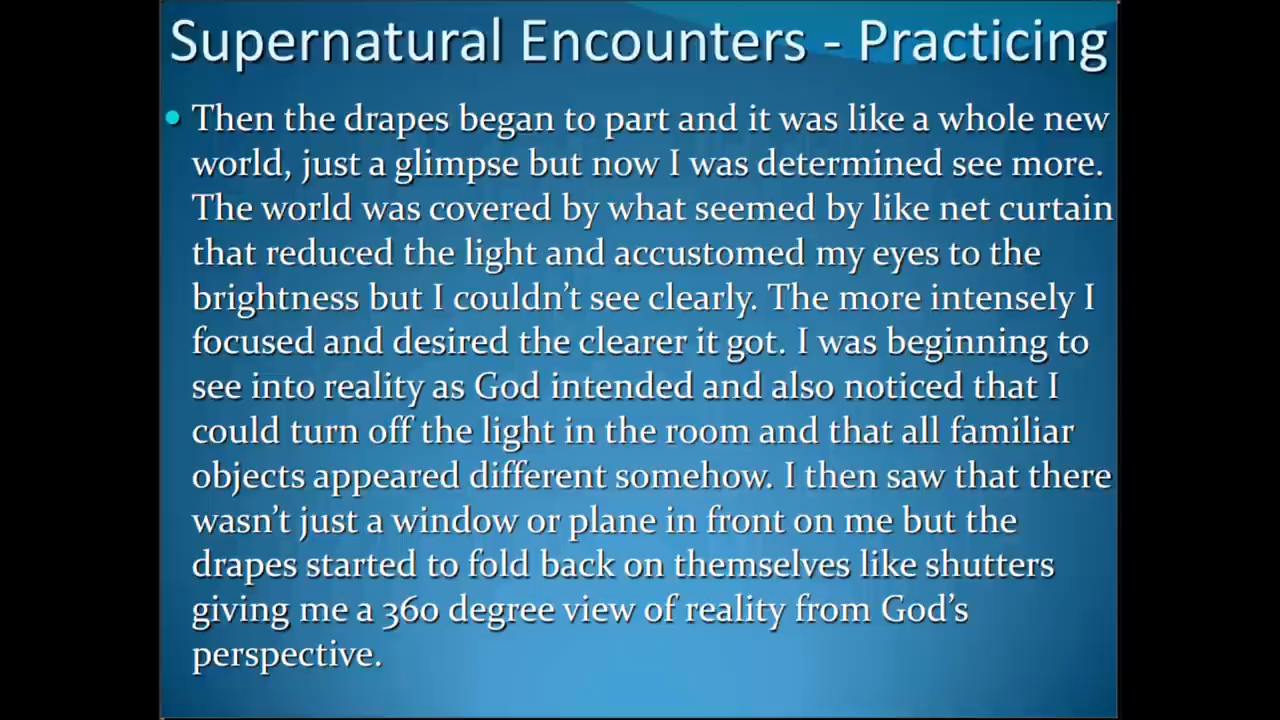 Supernatural Encounters - Practicing
• Then the drapes began to part and it was like a whole new
world, just a glimpse but now I was determined see more.
The world was covered by what seemed by like net curtain
that reduced the light and accustomed my eyes to the
brightness but I couldn’t see clearly. The more intensely I
focused and desired the clearer it got. I was beginning to
see into reality as God intended and also noticed that I
could turn off the light in the room and that all familiar
objects appeared different somehow. I then saw that there
wasn’t just a window or plane in front on me but the
drapes started to fold back on themselves like shutters
giving me a 360 degree view of reality from God’s
perspective.